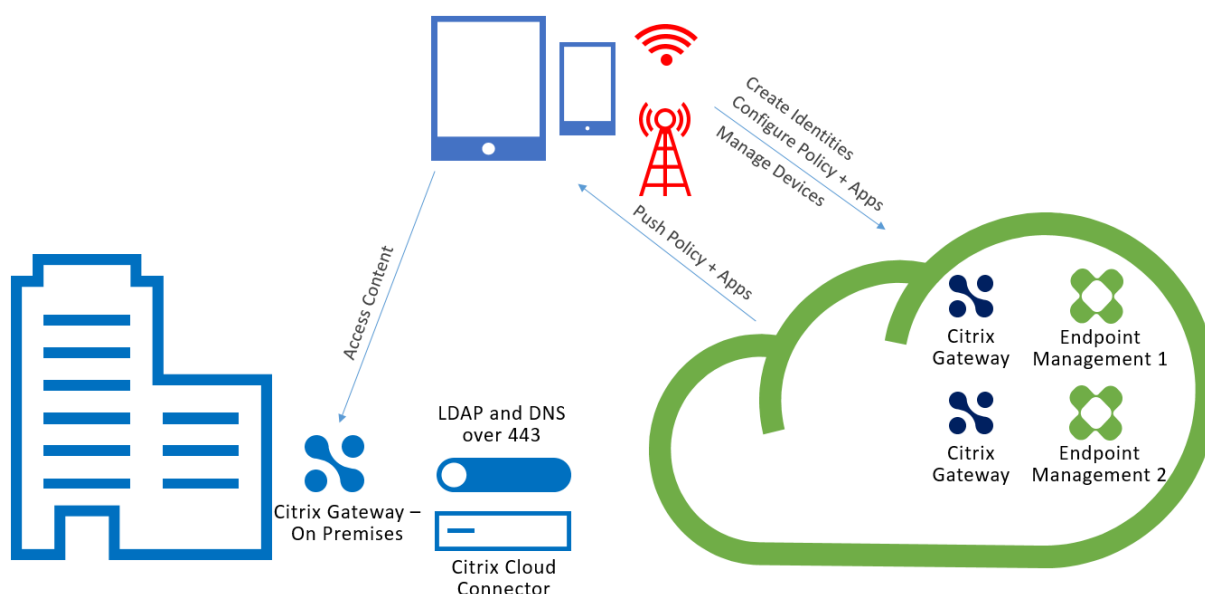 Create Identities
Configure Policy + Apps
Manage Devices
Push Policy + Apps
Access Content
Citrix
Gateway
Endpoint
Management 1
Citrix
Gateway
Endpoint
Management 2
LDAP and DNS
over 443
Citrix Gateway –
On Premises
Citrix Cloud
Connector